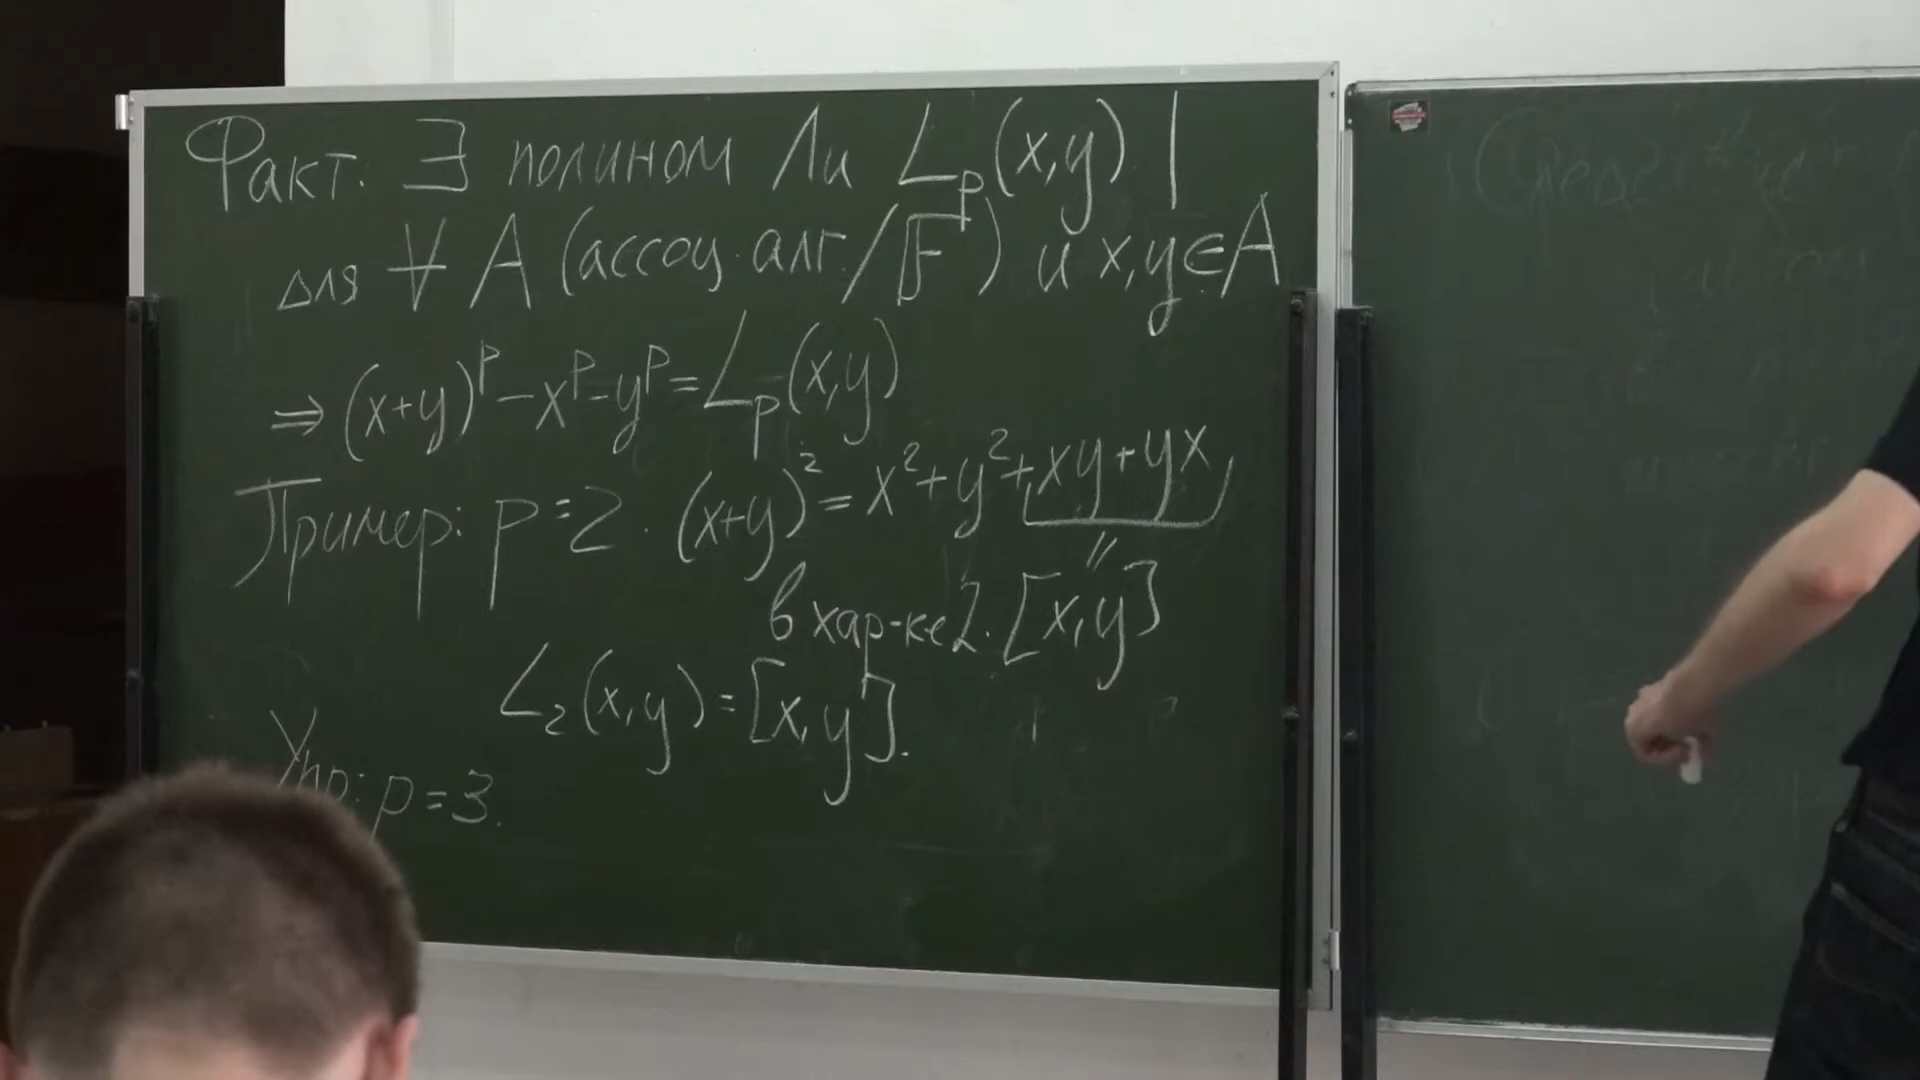 Факт. ∃ полином Ли L_p(x,y) |
для ∀ A (ассоц. алг. / 𝔽) и x,y ∈ A
⇒ (x+y)^p - x^p - y^p = L_p(x,y)
Пример: p=2. (x+y)^2 = x^2 + y^2 + xy + yx
"
в хар-ке 2. [x,y]
L_2(x,y) = [x,y].
Упр: p=3.